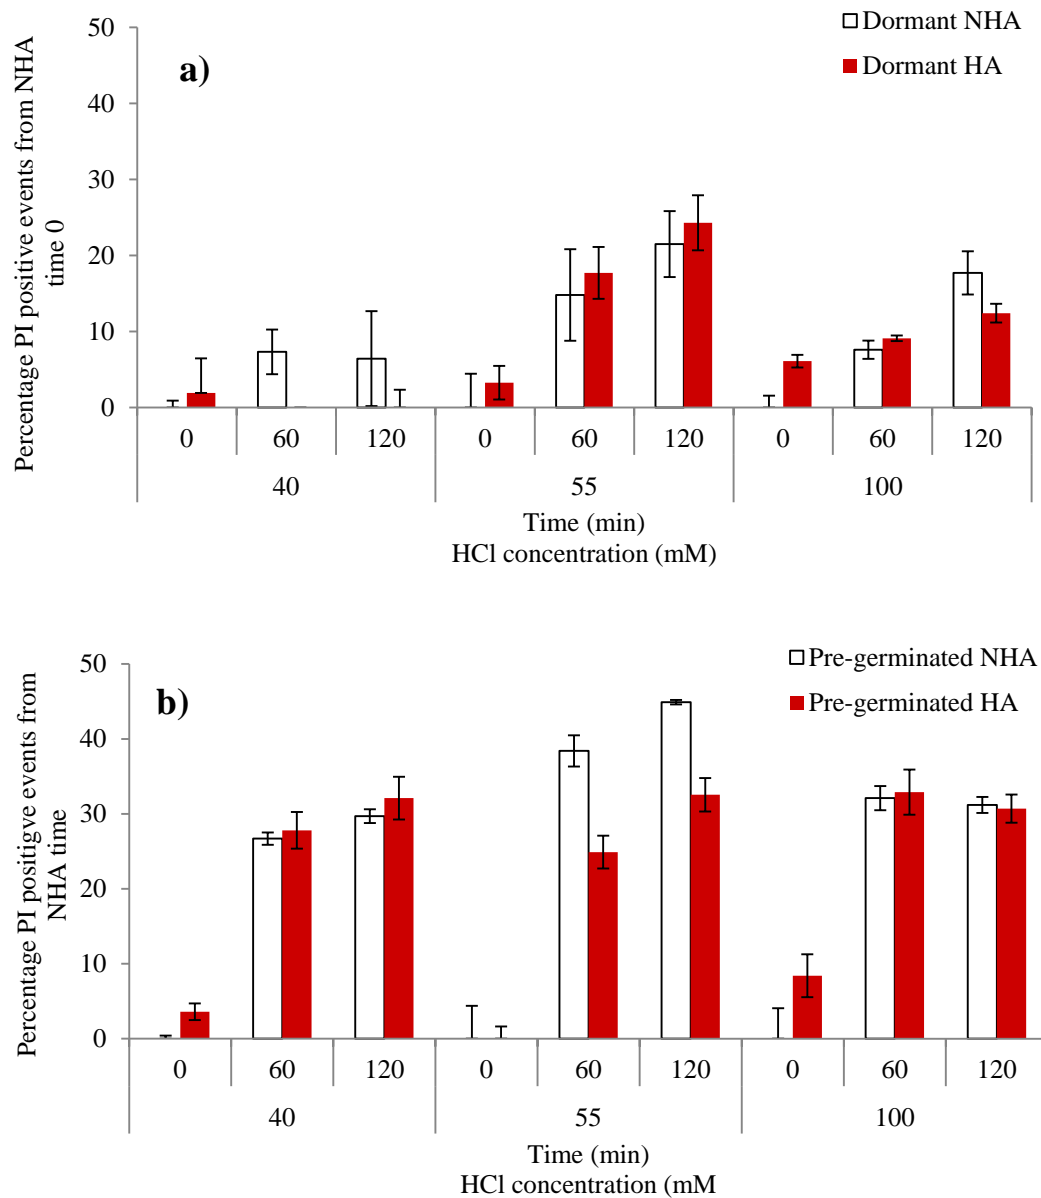 Percentage PI positive events from NHA
time 0
50
40
30
20
10
0
a)
Dormant NHA
Dormant HA
0 60 120 0 60 120 0 60 120
40 55 100
Time (min)
HCl concentration (mM)
Percentage PI positigve events from
NHA time
50
40
30
20
10
0
b)
Pre-germinated NHA
Pre-germinated HA
0 60 120 0 60 120 0 60 120
40 55 100
Time (min)
HCl concentration (mM